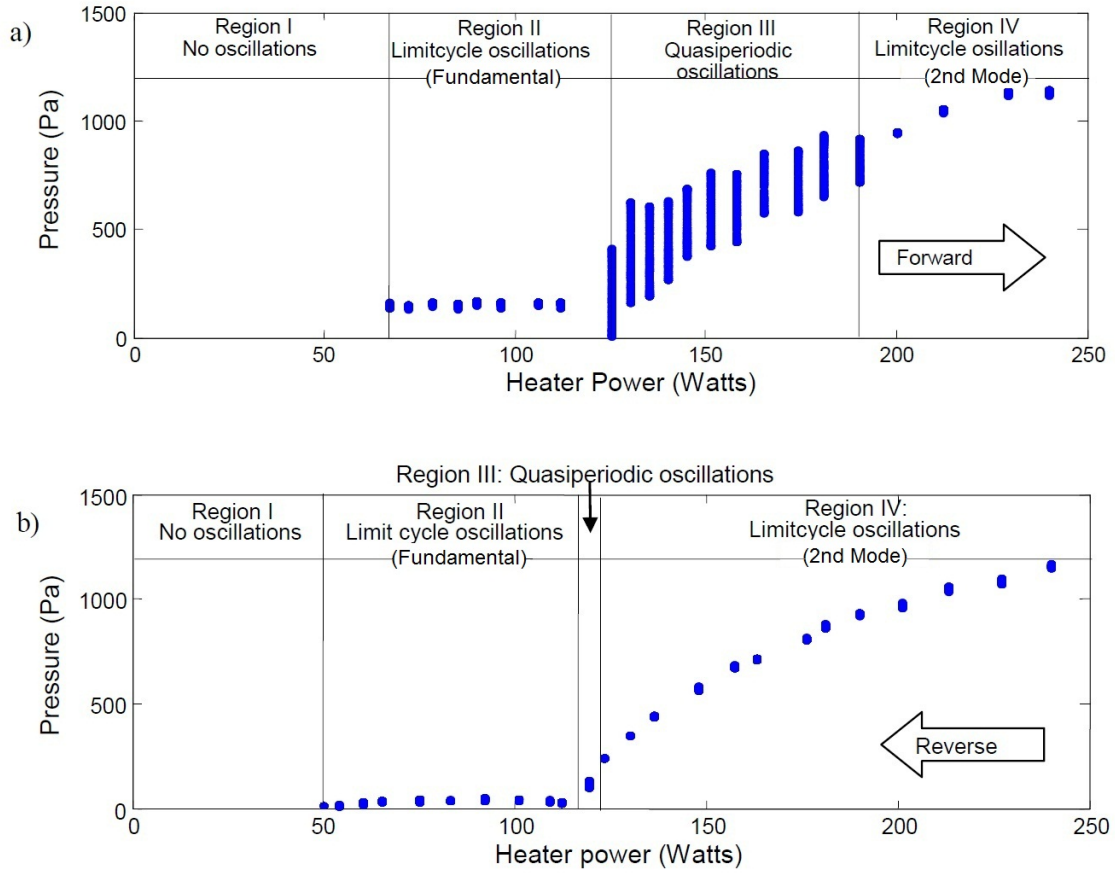 a)
1500
1000
500
0
Pressure (Pa)
Region I
No oscillations
Region II
Limitcycle oscillations
(Fundamental)
Region III
Quasiperiodic
oscillations
Region IV
Limitcycle osillations
(2nd Mode)
Forward
0 50 100 150 200 250
Heater Power (Watts)
Region III: Quasiperiodic oscillations
b)
1500
1000
500
0
Pressure (Pa)
Region I
No oscillations
Region II
Limit cycle oscillations
(Fundamental)
Region IV:
Limitcycle oscillations
(2nd Mode)
Reverse
0 50 100 150 200 250
Heater power (Watts)